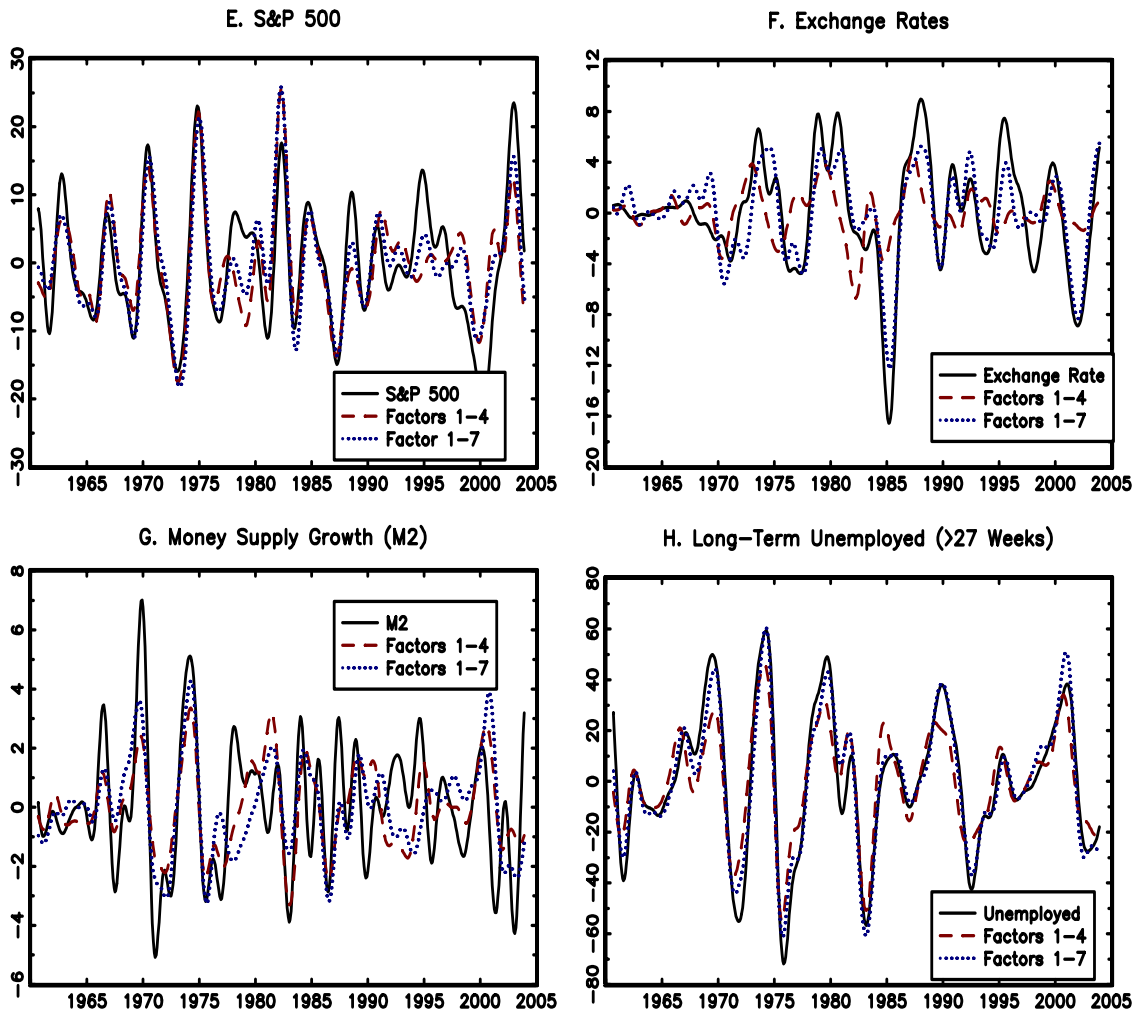 E. S&P 500
30
20
10
0
−10
−20
−30
1965 1970 1975 1980 1985 1990 1995 2000 2005
S&P 500
Factors 1−4
Factor 1−7
F. Exchange Rates
12
8
4
0
−4
−8
−12
−16
−20
1965 1970 1975 1980 1985 1990 1995 2000 2005
Exchange Rate
Factors 1−4
Factors 1−7
G. Money Supply Growth (M2)
8
6
4
2
0
−2
−4
−6
1965 1970 1975 1980 1985 1990 1995 2000 2005
M2
Factors 1−4
Factors 1−7
H. Long−Term Unemployed (>27 Weeks)
80
60
40
20
0
−20
−40
−60
−80
1965 1970 1975 1980 1985 1990 1995 2000 2005
Unemployed
Factors 1−4
Factors 1−7